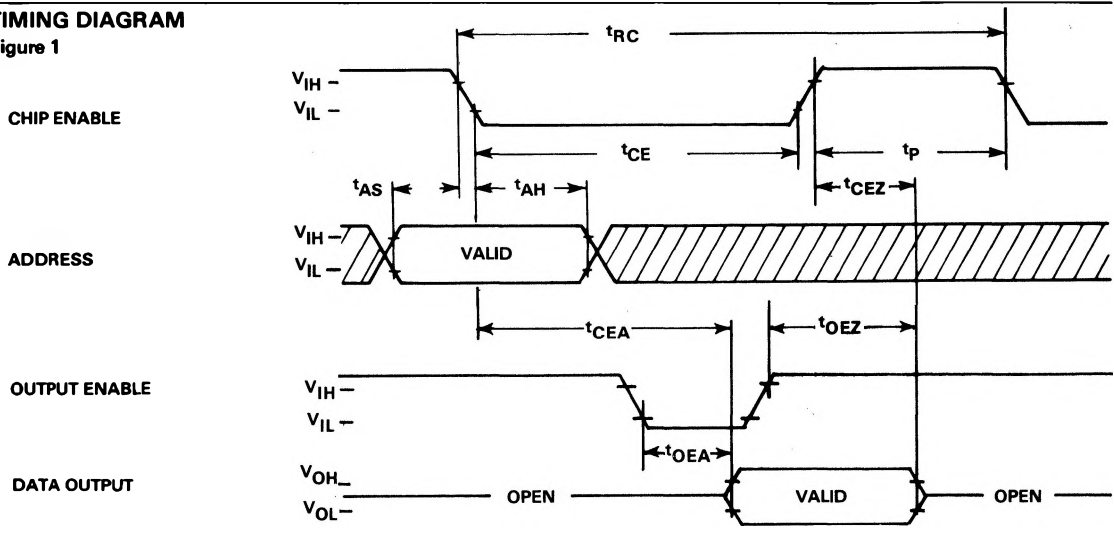 TIMING DIAGRAM
igure 1
tRC
VIH
VIL
CHIP ENABLE
tCE
tP
tAS
tAH
tCEZ
VIH
VIL
ADDRESS
VALID
tCEA
tOEZ
OUTPUT ENABLE
VIH
VIL
tOEA
DATA OUTPUT
VOH
VOL
OPEN
VALID
OPEN